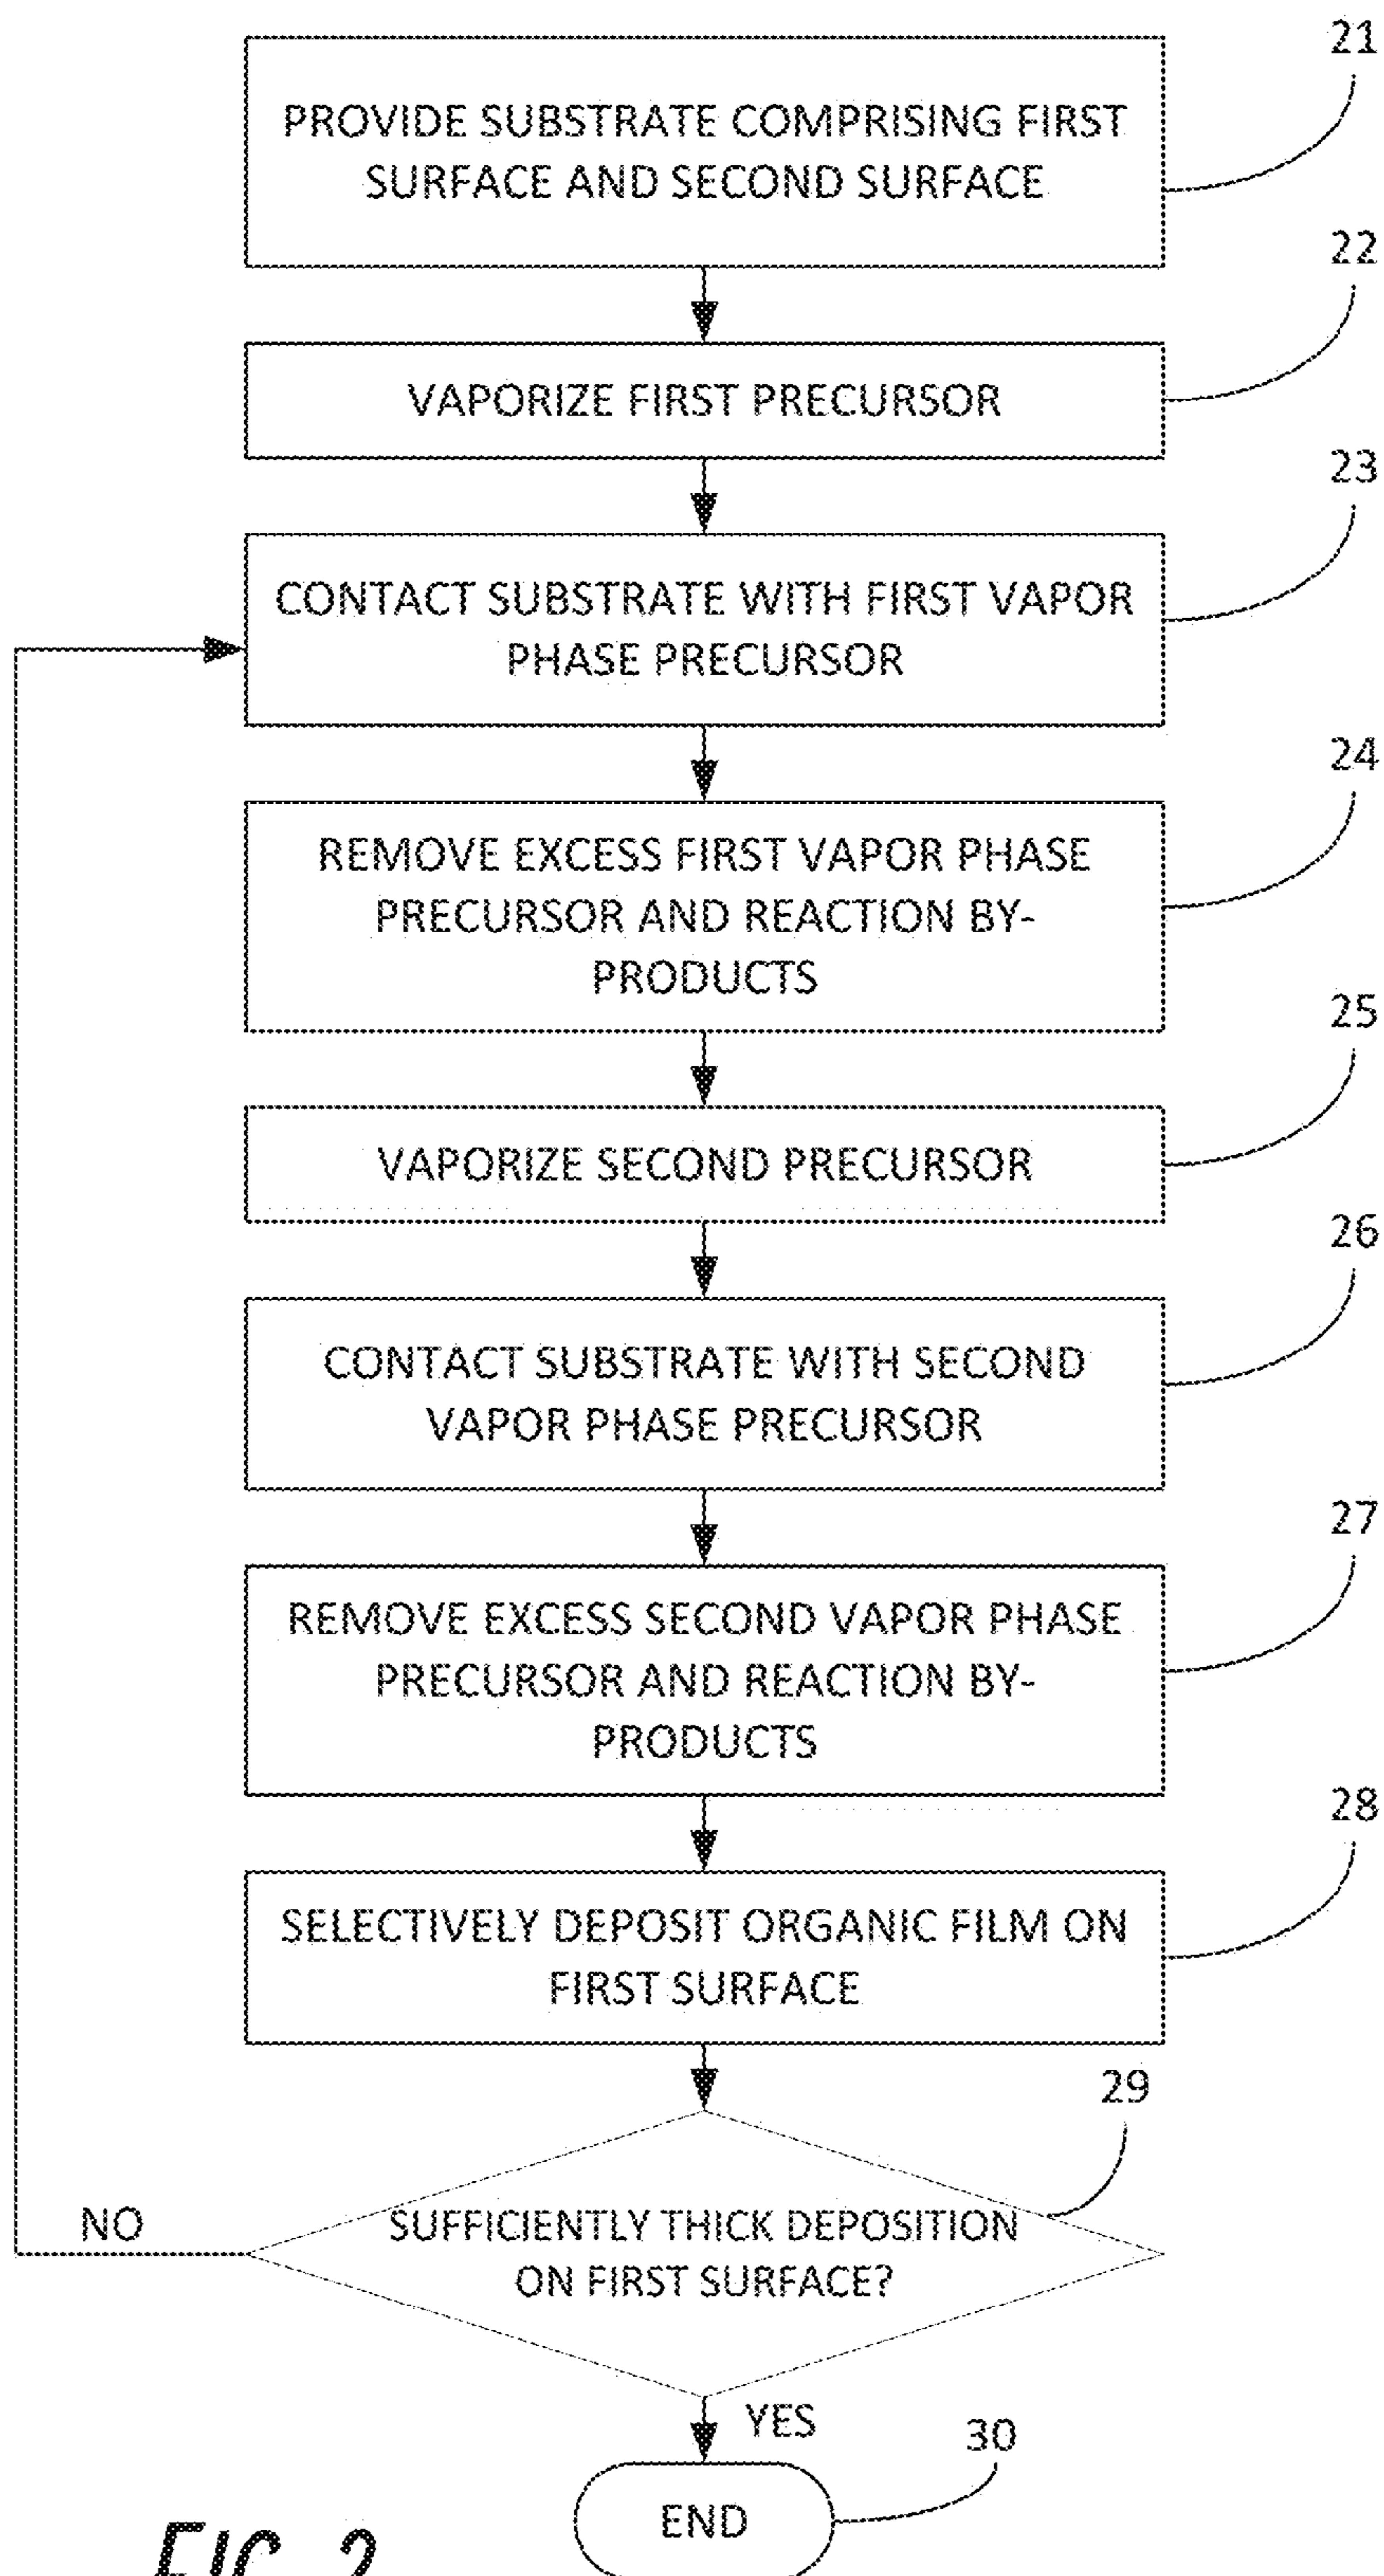 21
PROVIDE SUBSTRATE COMPRISING FIRST
SURFACE AND SECOND SURFACE
22
VAPORIZE FIRST PRECURSOR
23
CONTACT SUBSTRATE WITH FIRST VAPOR
PHASE PRECURSOR
24
REMOVE EXCESS FIRST VAPOR PHASE
PRECURSOR AND REACTION BY-
PRODUCTS
25
VAPORIZE SECOND PRECURSOR
26
CONTACT SUBSTRATE WITH SECOND
VAPOR PHASE PRECURSOR
27
REMOVE EXCESS SECOND VAPOR PHASE
PRECURSOR AND REACTION BY-
PRODUCTS
28
SELECTIVELY DEPOSIT ORGANIC FILM ON
FIRST SURFACE
29
NO
SUFFICIENTLY THICK DEPOSITION
ON FIRST SURFACE?
YES
30
END
FIG. 2